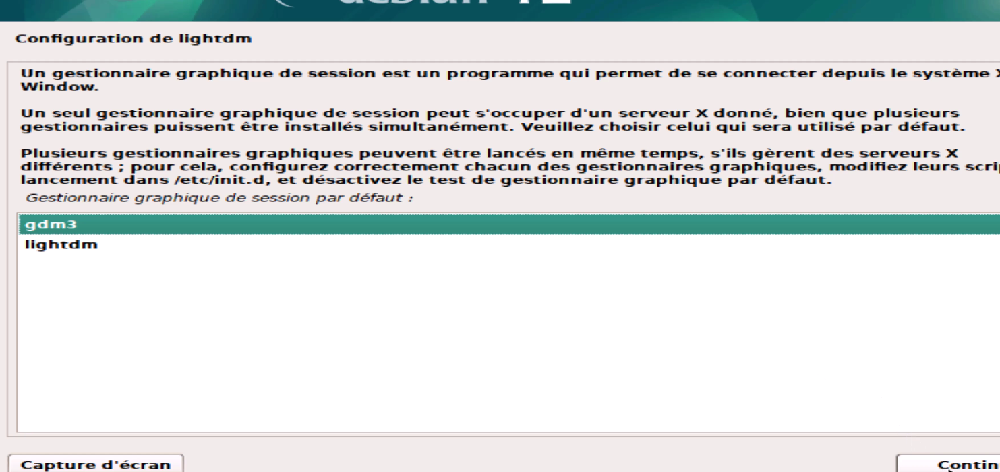 debian 12
Configuration de lightdm
Un gestionnaire graphique de session est un programme qui permet de se connecter depuis le système X
Window.
Un seul gestionnaire graphique de session peut s'occuper d'un serveur X donné, bien que plusieurs
gestionnaires puissent être installés simultanément. Veuillez choisir celui qui sera utilisé par défaut.
Plusieurs gestionnaires graphiques peuvent être lancés en même temps, s'ils gèrent des serveurs X
différents ; pour cela, configurez correctement chacun des gestionnaires graphiques, modifiez leurs
lancement dans /etc/init.d, et désactivez le test de gestionnaire graphique par défaut.
Gestionnaire graphique de session par défaut :
gdm3
lightdm
Capture d'écran
Contin